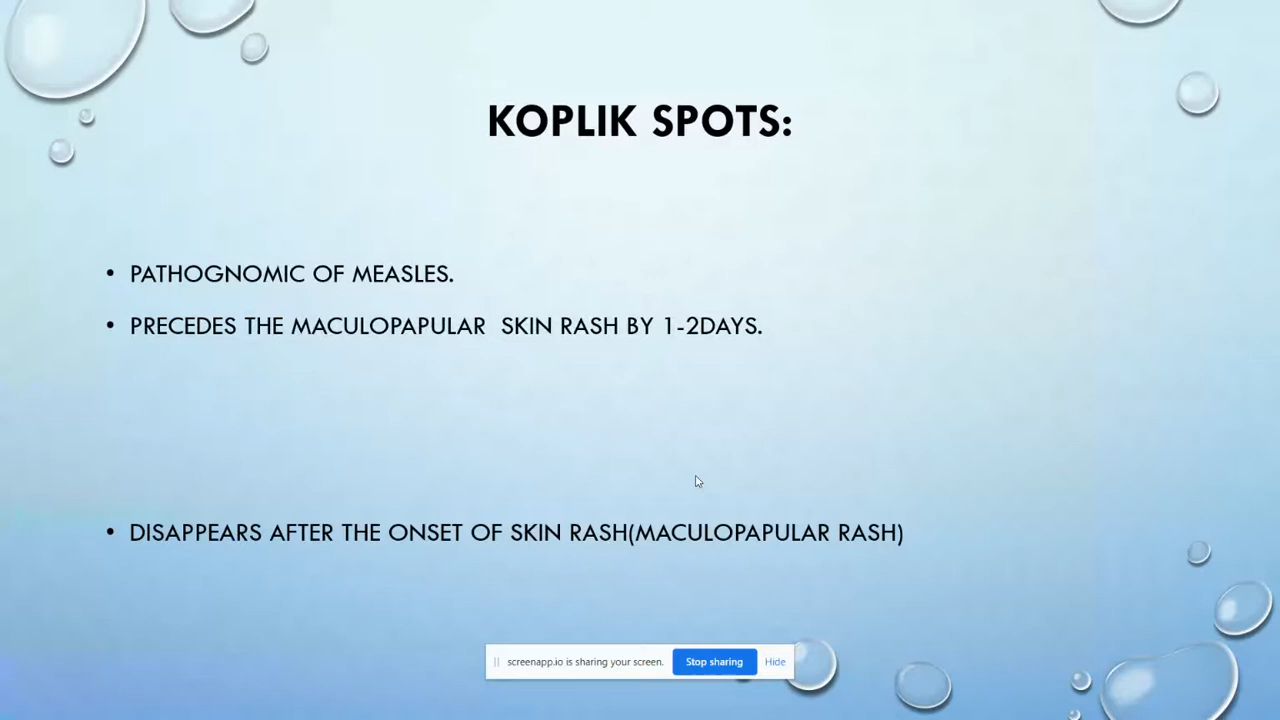 KOPLIK SPOTS:
• PATHOGNOMIC OF MEASLES.
• PRECEDES THE MACULOPAPULAR  SKIN RASH BY 1-2DAYS.
• DISAPPEARS AFTER THE ONSET OF SKIN RASH(MACULOPAPULAR RASH)
screenapp.io is sharing your screen. Stop sharing Hide